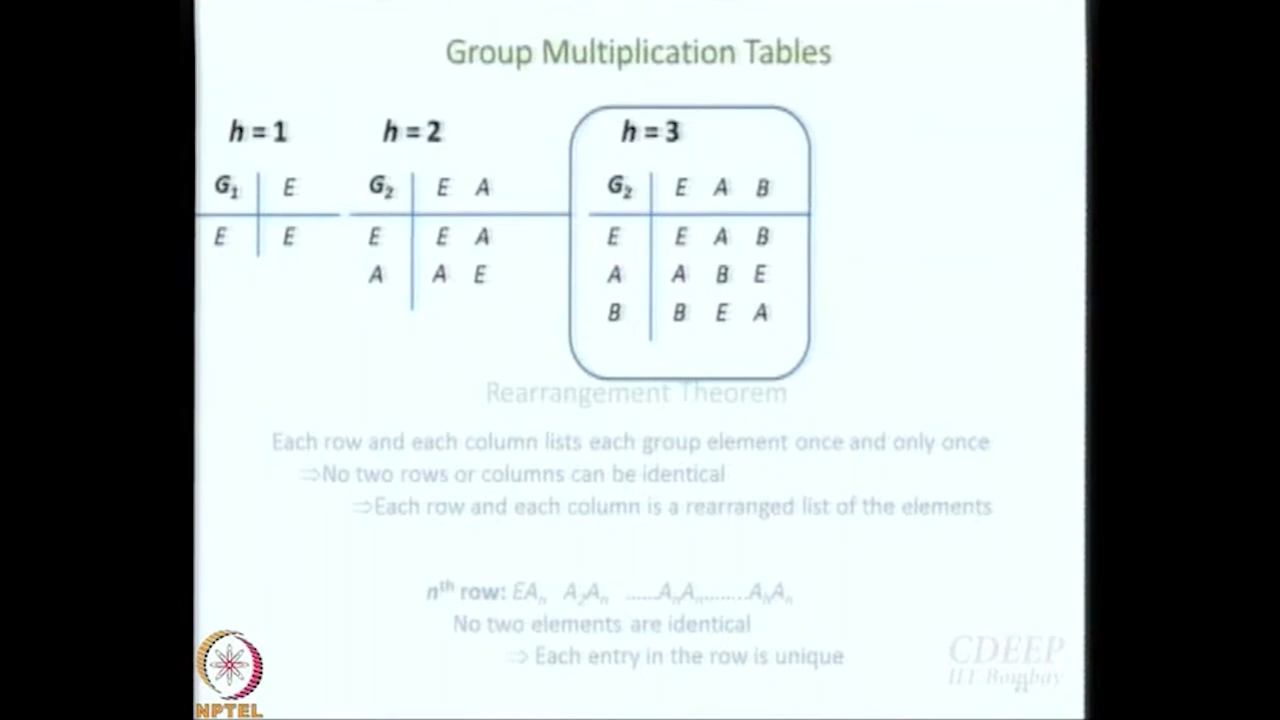 Group Multiplication Tables
h = 1 h = 2 h = 3
G₁ E G₂ E A G₂ E A B
E E E E A E E A B
A A E A A B E
B B E A
Rearrangement Theorem
Each row and each column lists each group element once and only once
⇒No two rows or columns can be identical
⇒Each row and each column is a rearranged list of the elements
nᵗʰ row: EAₙ A₂Aₙ ......AₙAₙ.........AₕAₙ
No two elements are identical
⇒ Each entry in the row is unique
CDEEP
IIT Bombay
NPTEL